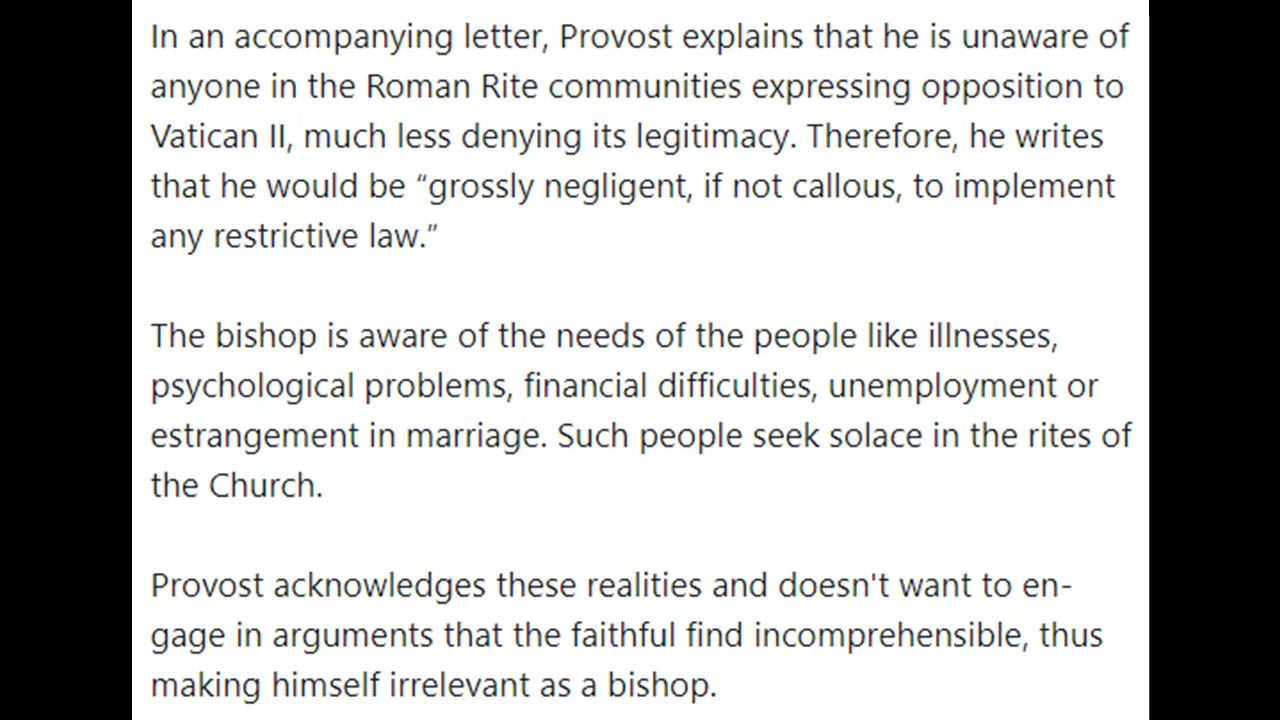 In an accompanying letter, Provost explains that he is unaware of
anyone in the Roman Rite communities expressing opposition to
Vatican II, much less denying its legitimacy. Therefore, he writes
that he would be “grossly negligent, if not callous, to implement
any restrictive law.”
The bishop is aware of the needs of the people like illnesses,
psychological problems, financial difficulties, unemployment or
estrangement in marriage. Such people seek solace in the rites of
the Church.
Provost acknowledges these realities and doesn't want to en-
gage in arguments that the faithful find incomprehensible, thus
making himself irrelevant as a bishop.